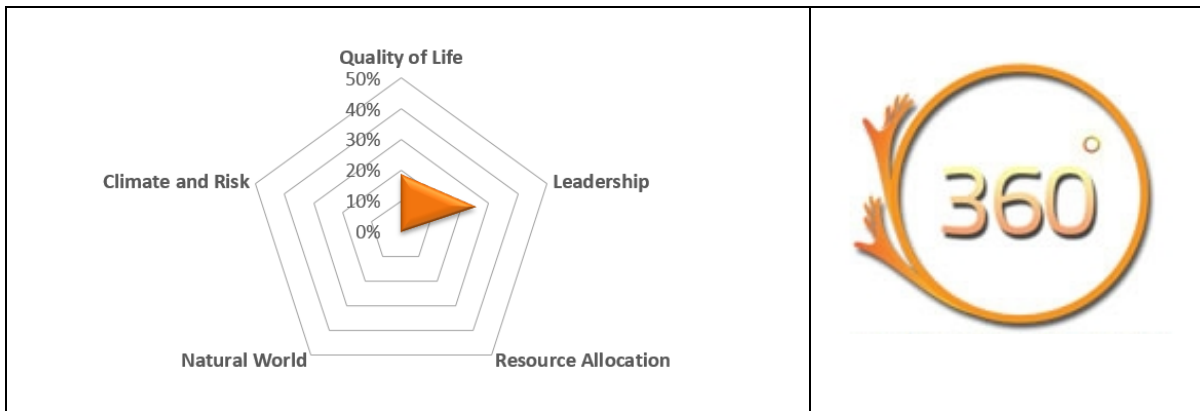 Quality of Life
50%
40%
30%
20%
10%
0%
Climate and Risk
Leadership
Natural World
Resource Allocation
360°